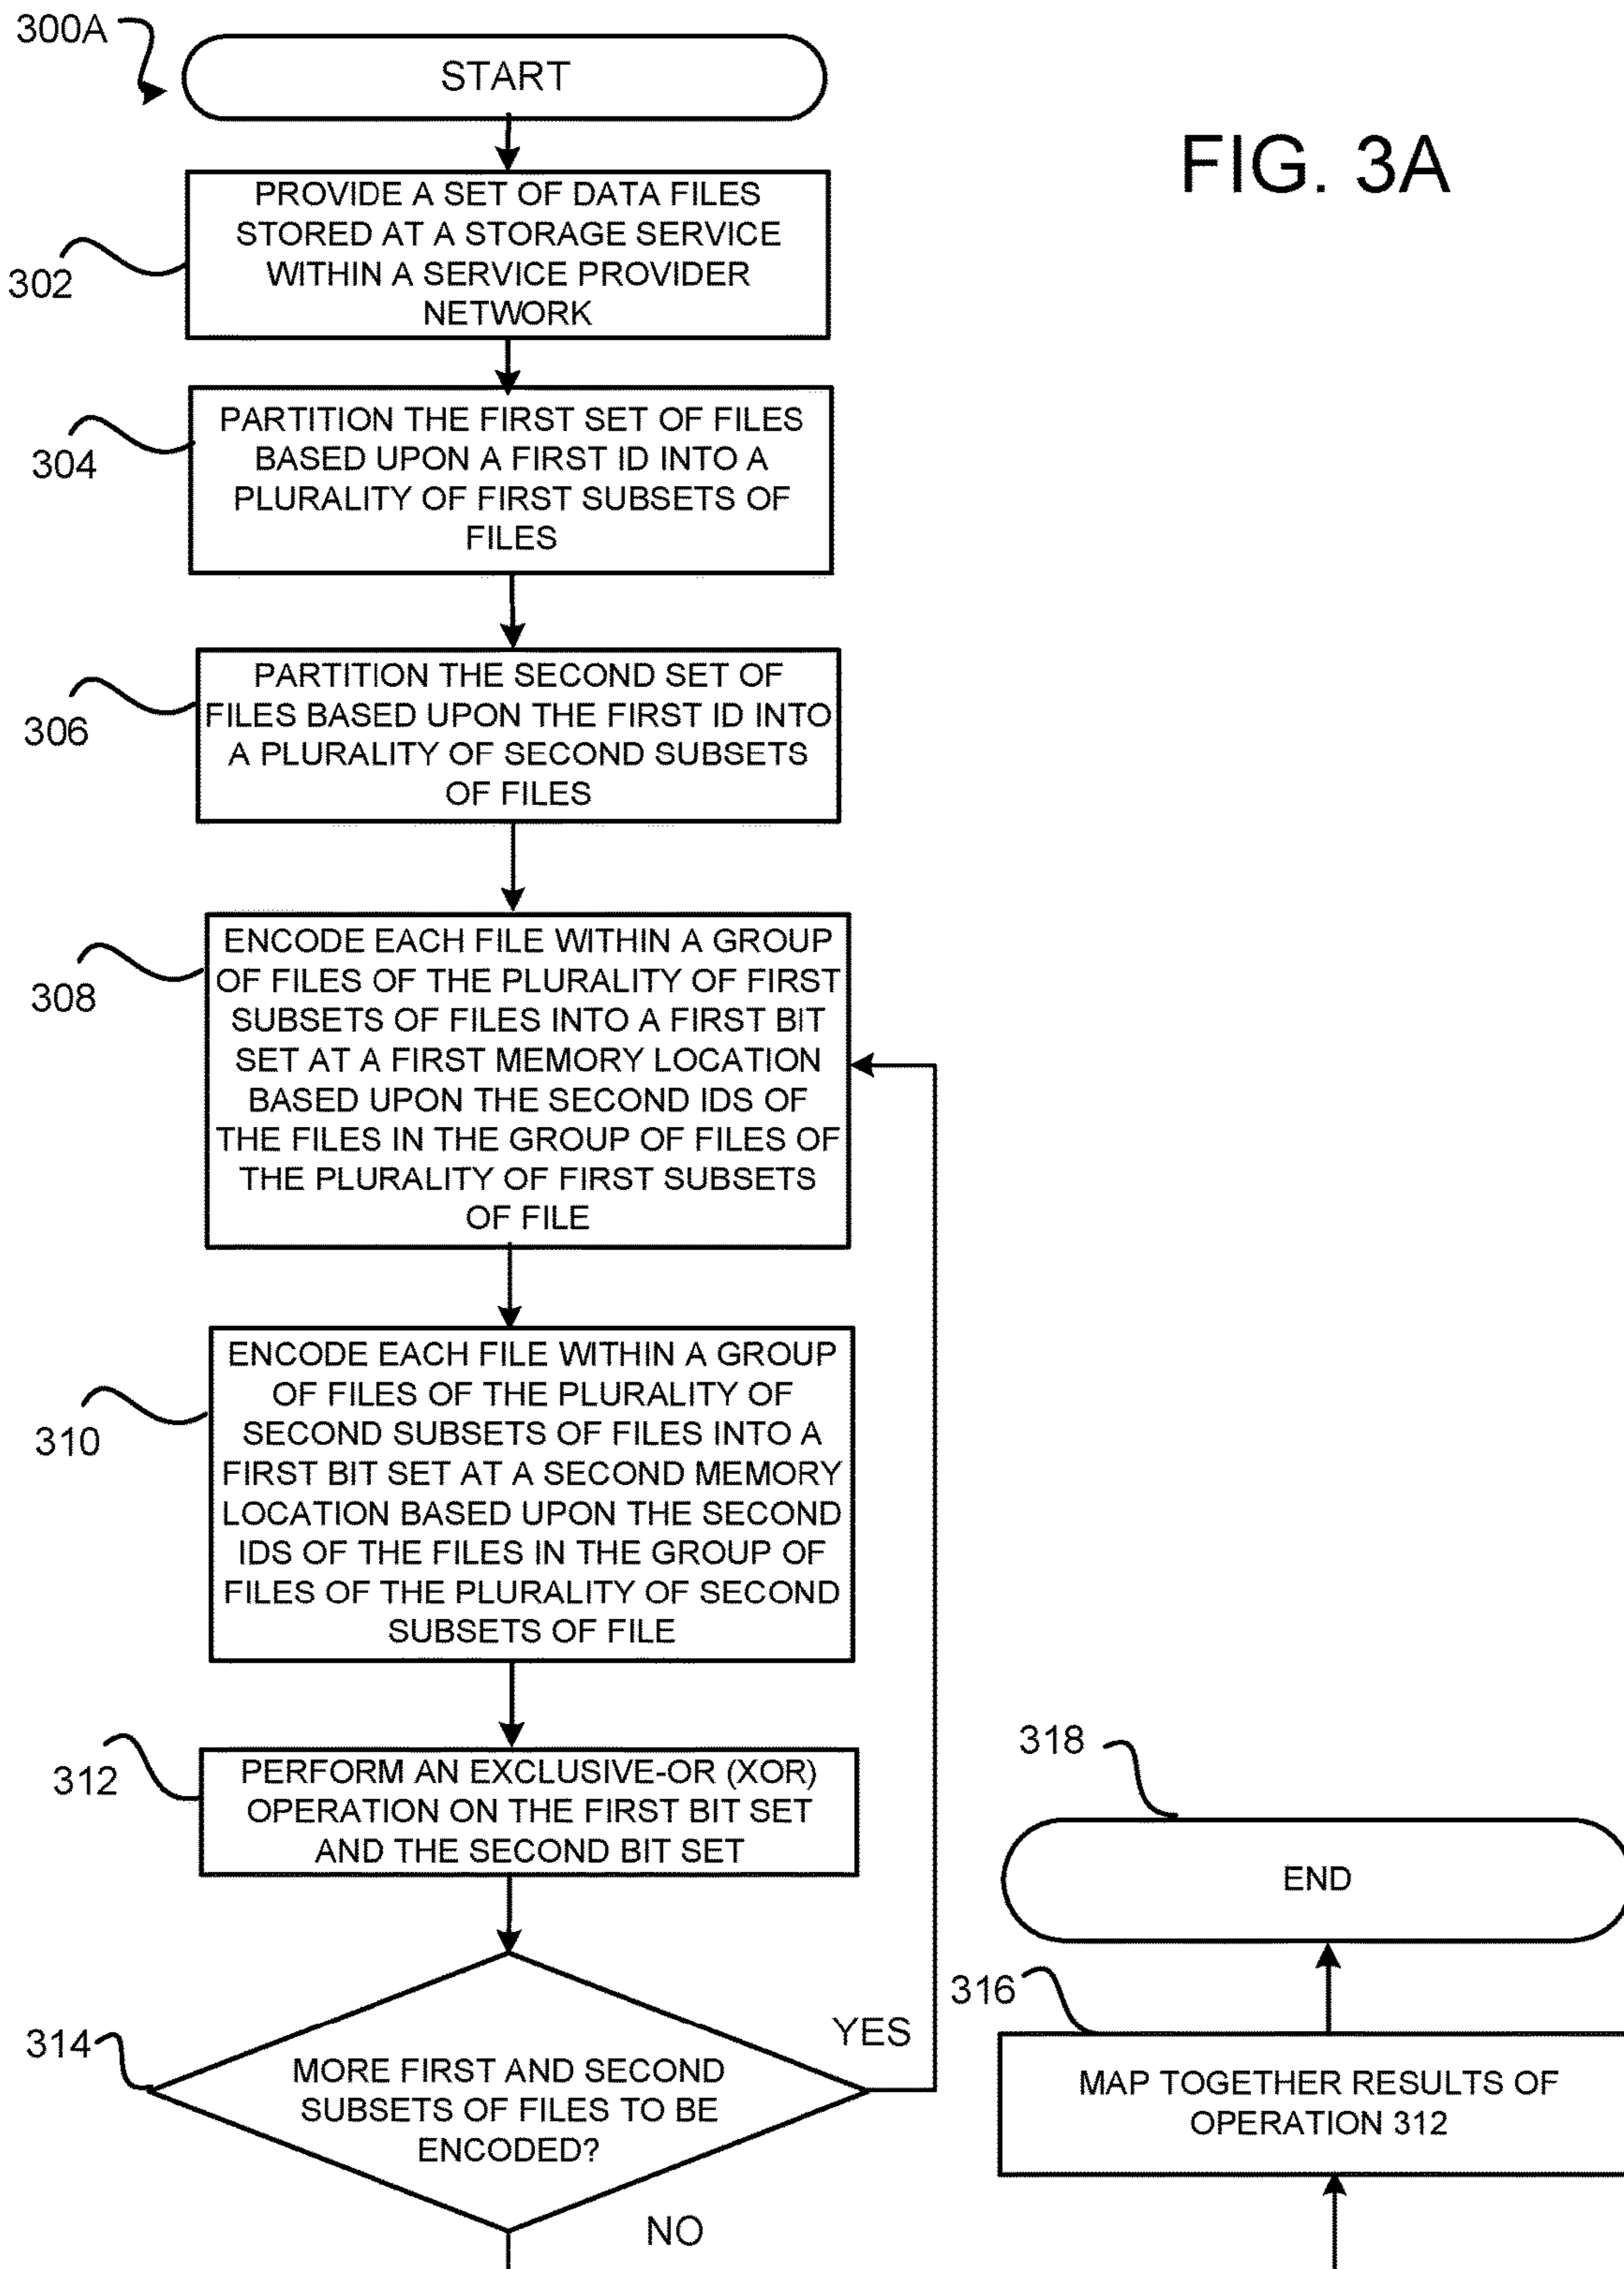 300A
START
FIG. 3A
PROVIDE A SET OF DATA FILES
STORED AT A STORAGE SERVICE
WITHIN A SERVICE PROVIDER
NETWORK
302
PARTITION THE FIRST SET OF FILES
BASED UPON A FIRST ID INTO A
PLURALITY OF FIRST SUBSETS OF
FILES
304
PARTITION THE SECOND SET OF
FILES BASED UPON THE FIRST ID INTO
A PLURALITY OF SECOND SUBSETS
OF FILES
306
ENCODE EACH FILE WITHIN A GROUP
OF FILES OF THE PLURALITY OF FIRST
SUBSETS OF FILES INTO A FIRST BIT
SET AT A FIRST MEMORY LOCATION
BASED UPON THE SECOND IDS OF
THE FILES IN THE GROUP OF FILES OF
THE PLURALITY OF FIRST SUBSETS
OF FILE
308
ENCODE EACH FILE WITHIN A GROUP
OF FILES OF THE PLURALITY OF
SECOND SUBSETS OF FILES INTO A
FIRST BIT SET AT A SECOND MEMORY
LOCATION BASED UPON THE SECOND
IDS OF THE FILES IN THE GROUP OF
FILES OF THE PLURALITY OF SECOND
SUBSETS OF FILE
310
PERFORM AN EXCLUSIVE-OR (XOR)
OPERATION ON THE FIRST BIT SET
AND THE SECOND BIT SET
312
MORE FIRST AND SECOND
SUBSETS OF FILES TO BE
ENCODED?
314
YES
NO
316
MAP TOGETHER RESULTS OF
OPERATION 312
318
END